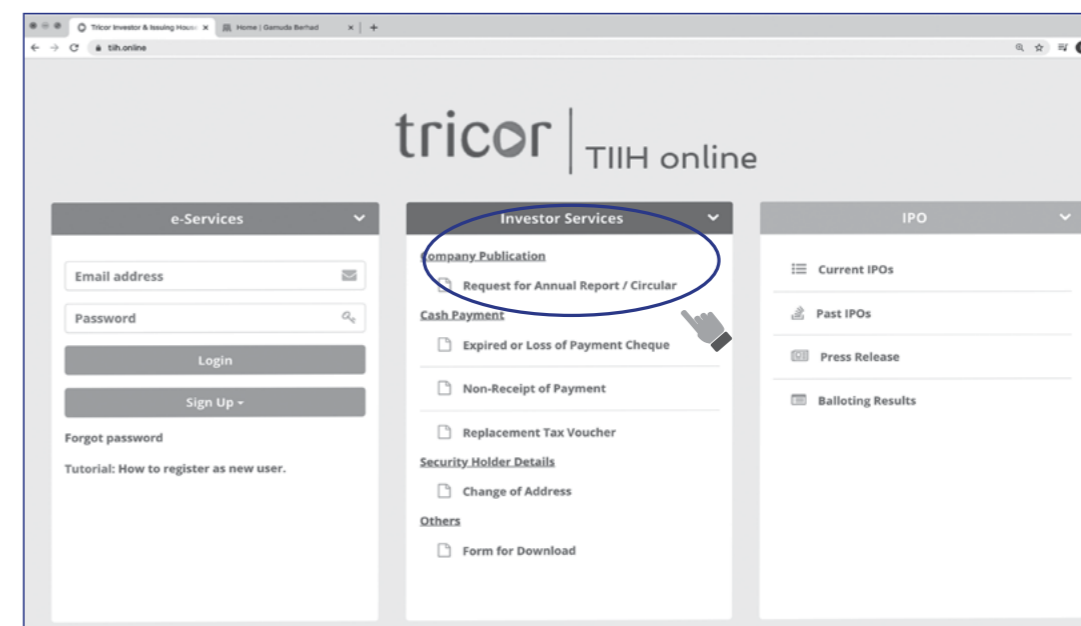 Tricor Investor & Issuing Hous
Home | Gamuda Berhad
tiih.online
tricor
TIIH online
e-Services
Email address
Password
Login
Sign Up
Forgot password
Tutorial: How to register as new user.
Investor Services
Company Publication
Request for Annual Report / Circular
Cash Payment
Expired or Loss of Payment Cheque
Non-Receipt of Payment
Replacement Tax Voucher
Security Holder Details
Change of Address
Others
Form for Download
IPO
Current IPOs
Past IPOs
Press Release
Balloting Results